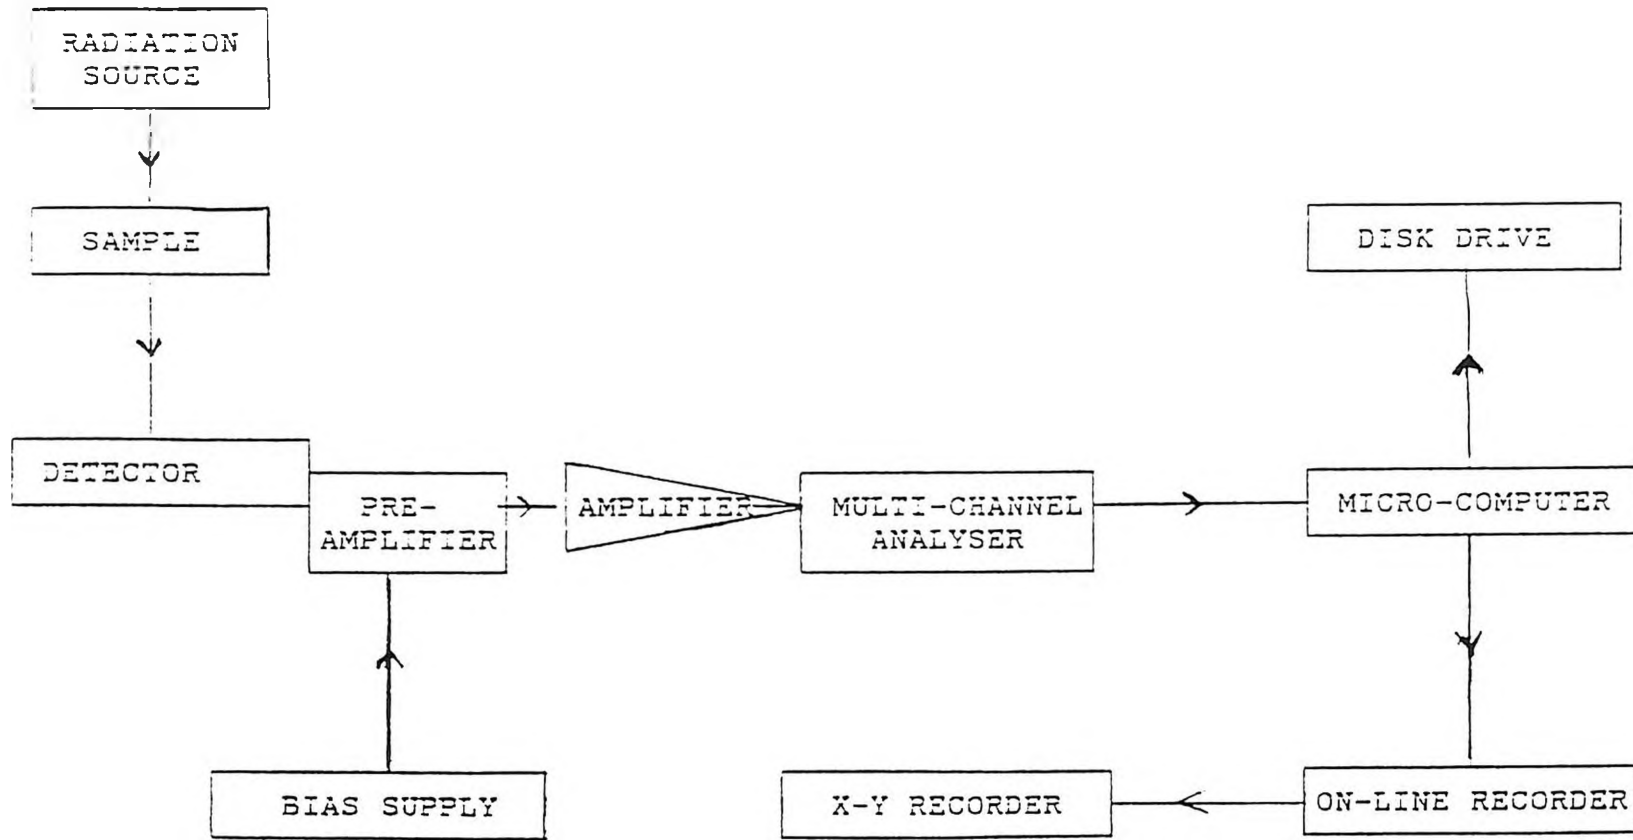 RADIATION
SOURCE
SAMPLE
DISK DRIVE
DETECTOR
PRE-
AMPLIFIER
AMPLIFIER
MULTI-CHANNEL
ANALYSER
MICRO-COMPUTER
BIAS SUPPLY
X-Y RECORDER
ON-LINE RECORDER